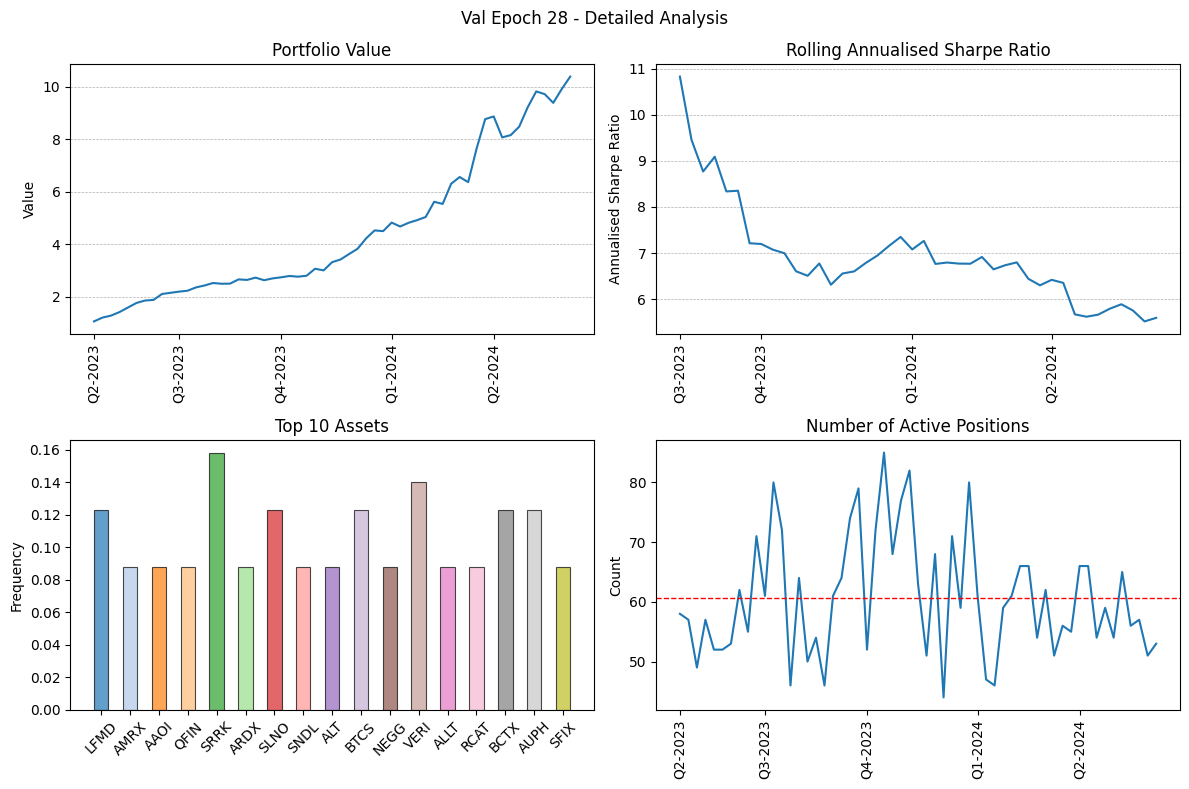 Val Epoch 28 - Detailed Analysis
Portfolio Value
Value
10
8
6
4
2
Q2-2023
Q3-2023
Q4-2023
Q1-2024
Q2-2024
Rolling Annualised Sharpe Ratio
Annualised Sharpe Ratio
11
10
9
8
7
6
Q3-2023
Q4-2023
Q1-2024
Q2-2024
Top 10 Assets
Frequency
0.16
0.14
0.12
0.10
0.08
0.06
0.04
0.02
0.00
LFMD
AMRX
AAOI
QFIN
SRRK
ARDX
SLNO
SNDL
ALT
BTCS
NEGG
VERI
ALLT
RCAT
BCTX
AUPH
SFIX
Number of Active Positions
Count
80
70
60
50
Q2-2023
Q3-2023
Q4-2023
Q1-2024
Q2-2024